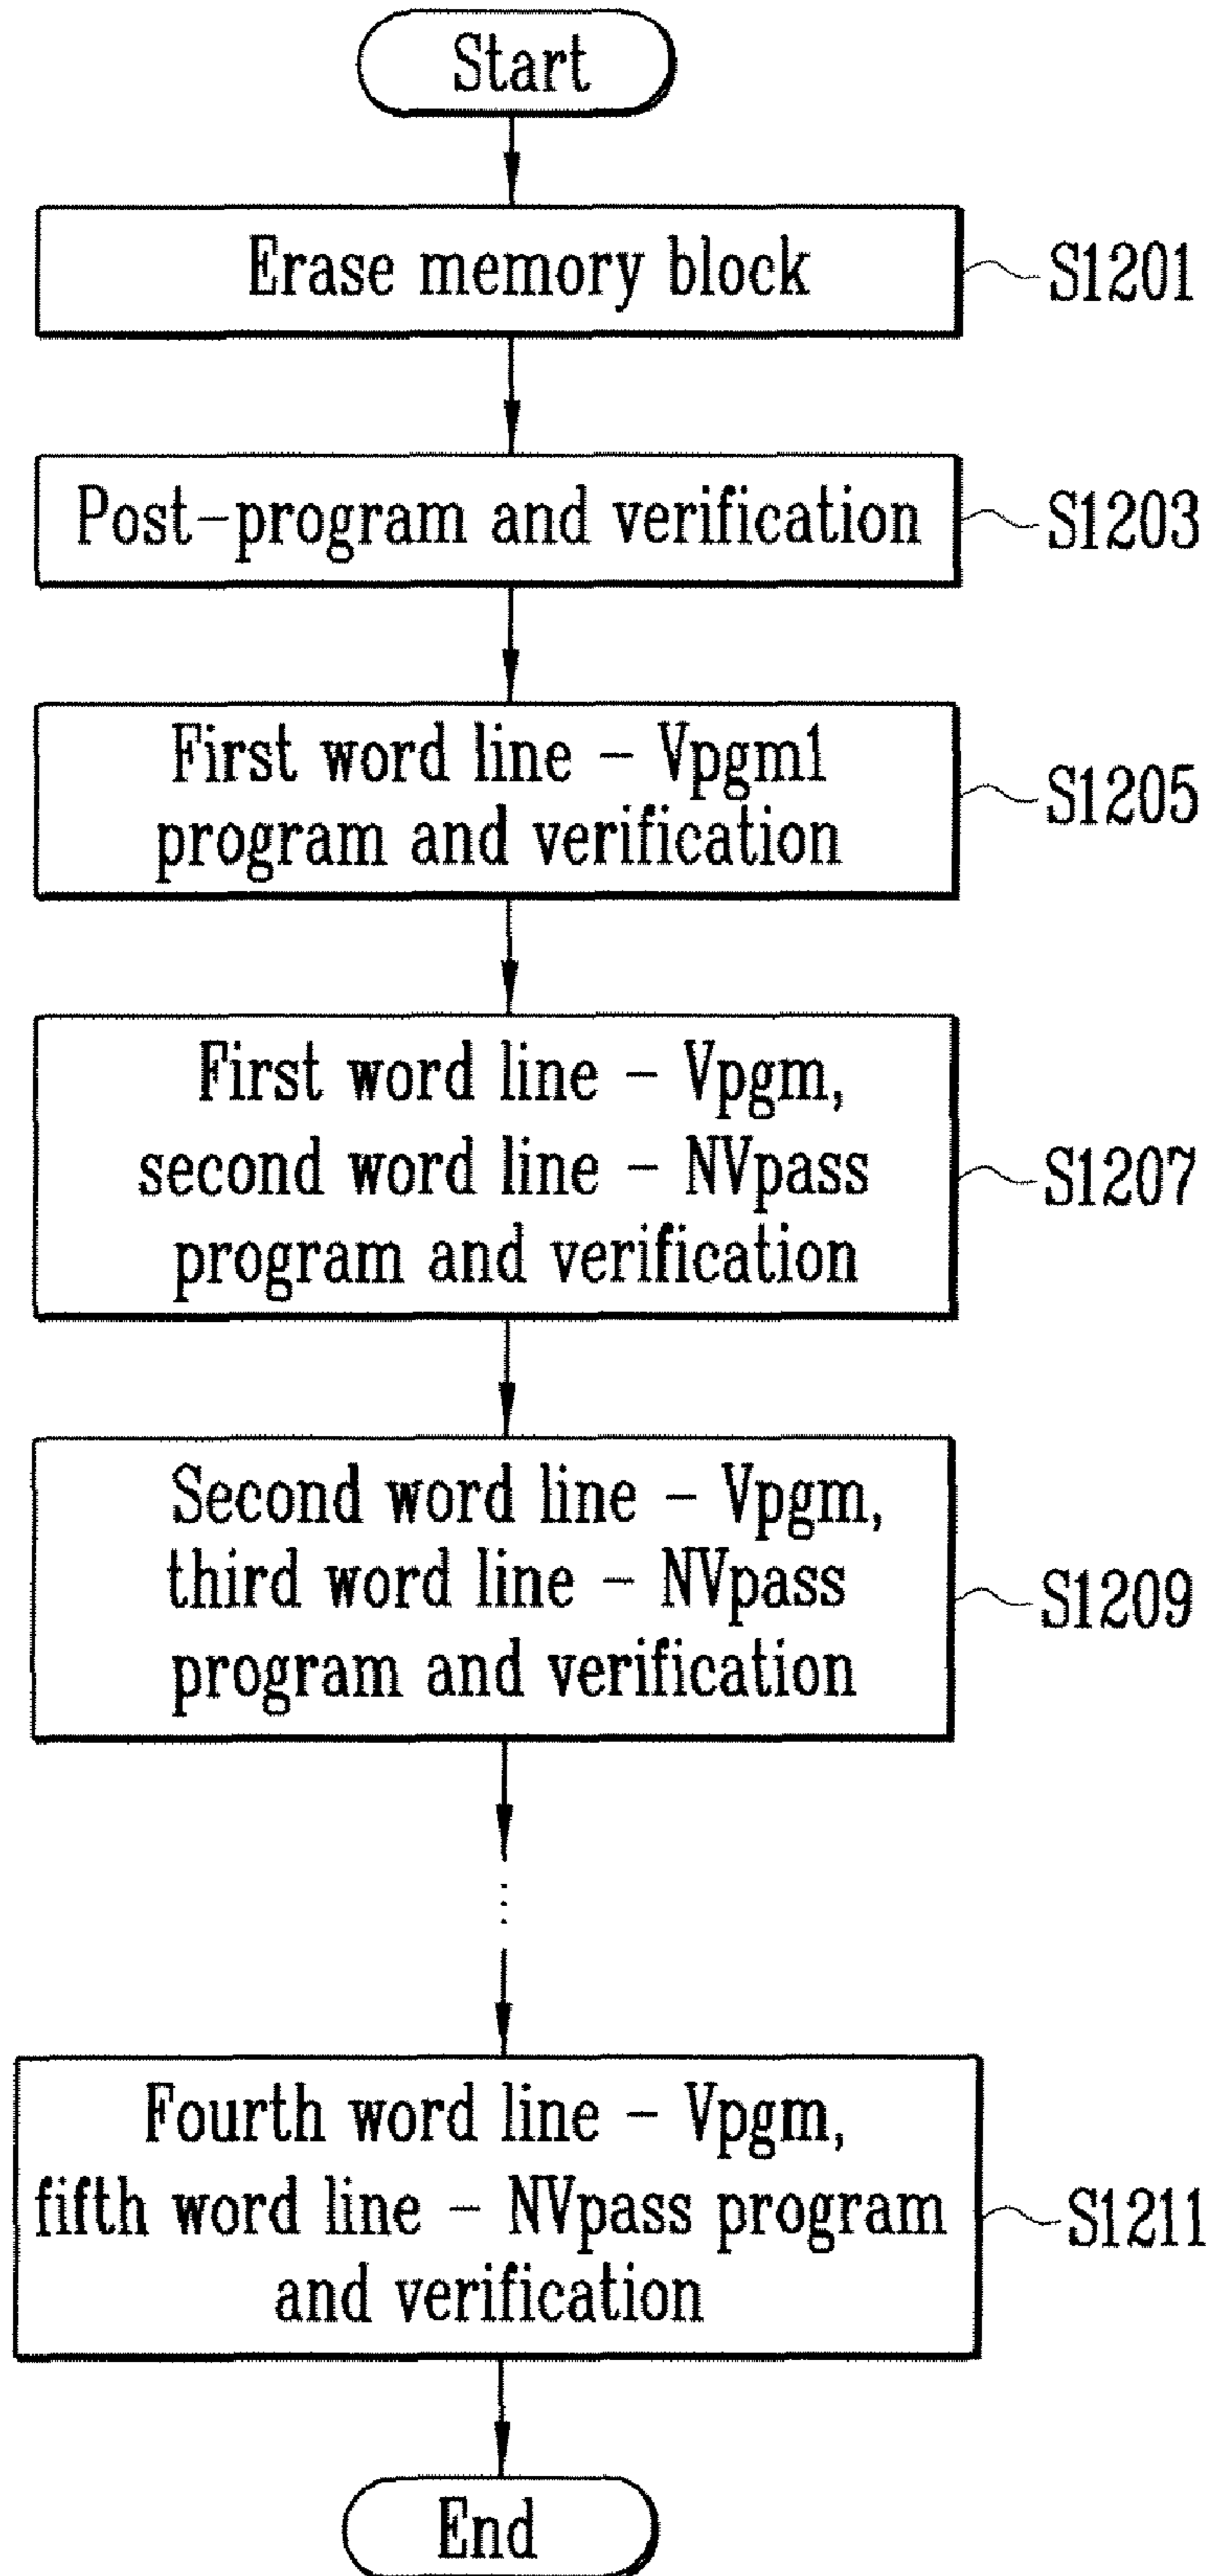 Start
Erase memory block
S1201
Post-program and verification
S1203
First word line - Vpgm1
program and verification
S1205
First word line - Vpgm,
second word line - NVpass
program and verification
S1207
Second word line - Vpgm,
third word line - NVpass
program and verification
S1209
⋮
Fourth word line - Vpgm,
fifth word line - NVpass program
and verification
S1211
End